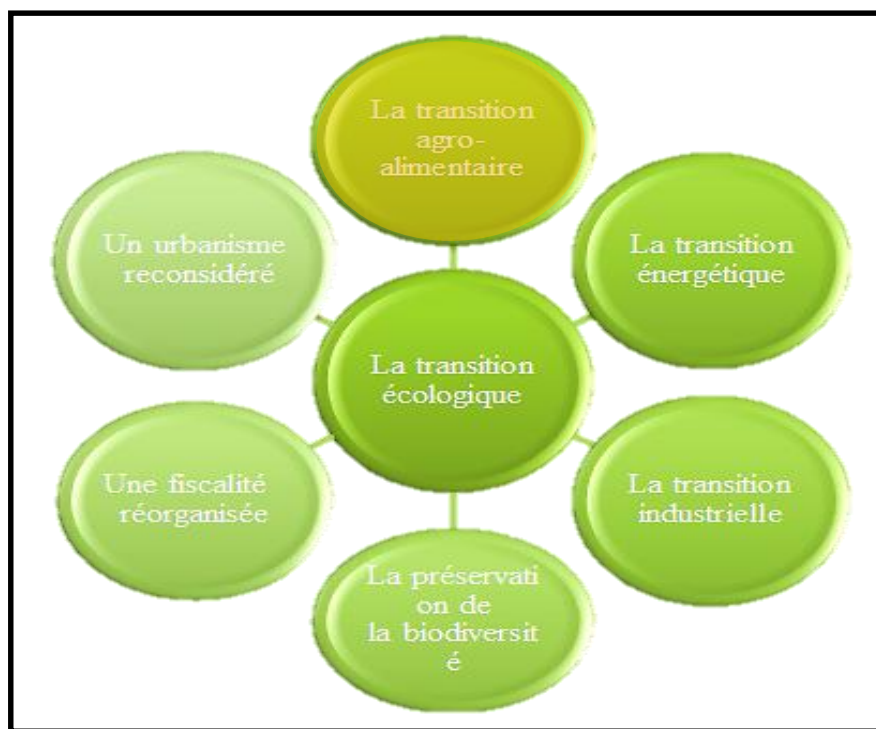 La transition
agro-
alimentaire
Un urbanisme
reconsidéré
La transition
énergétique
La transition
écologique
Une fiscalité
réorganisée
La transition
industrielle
La préservati
on de
la biodiversit
é